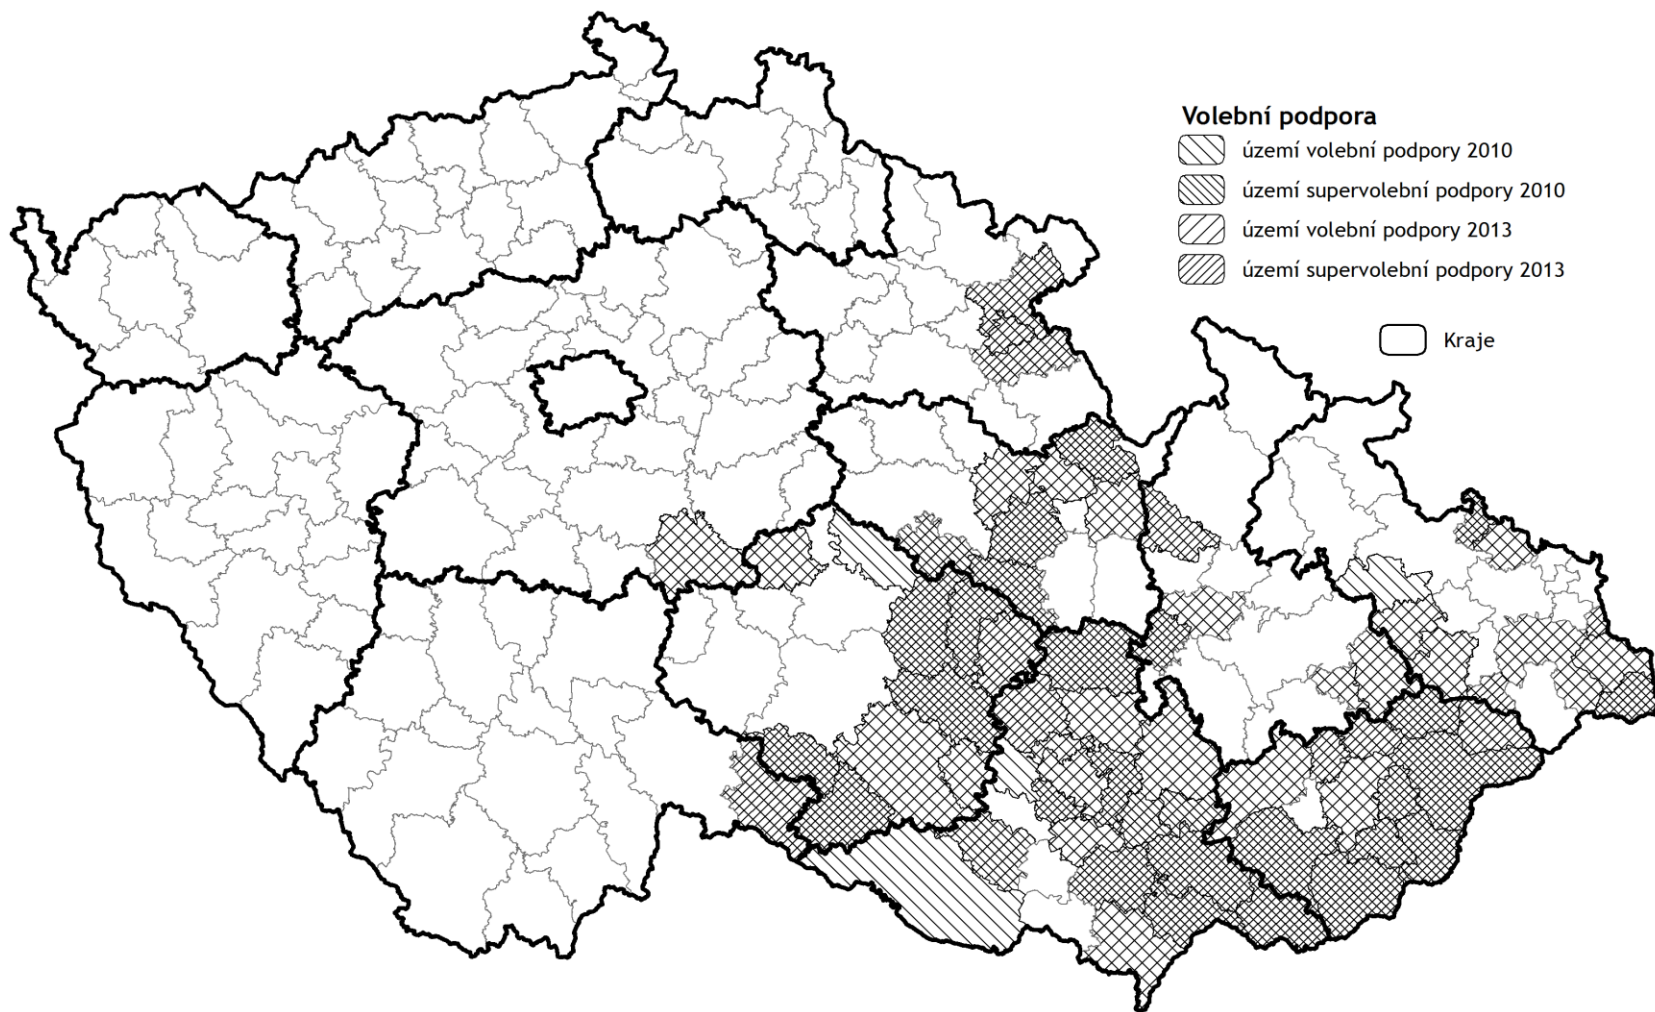 Volební podpora
území volební podpory 2010
území supervolební podpory 2010
území volební podpory 2013
území supervolební podpory 2013
Kraje